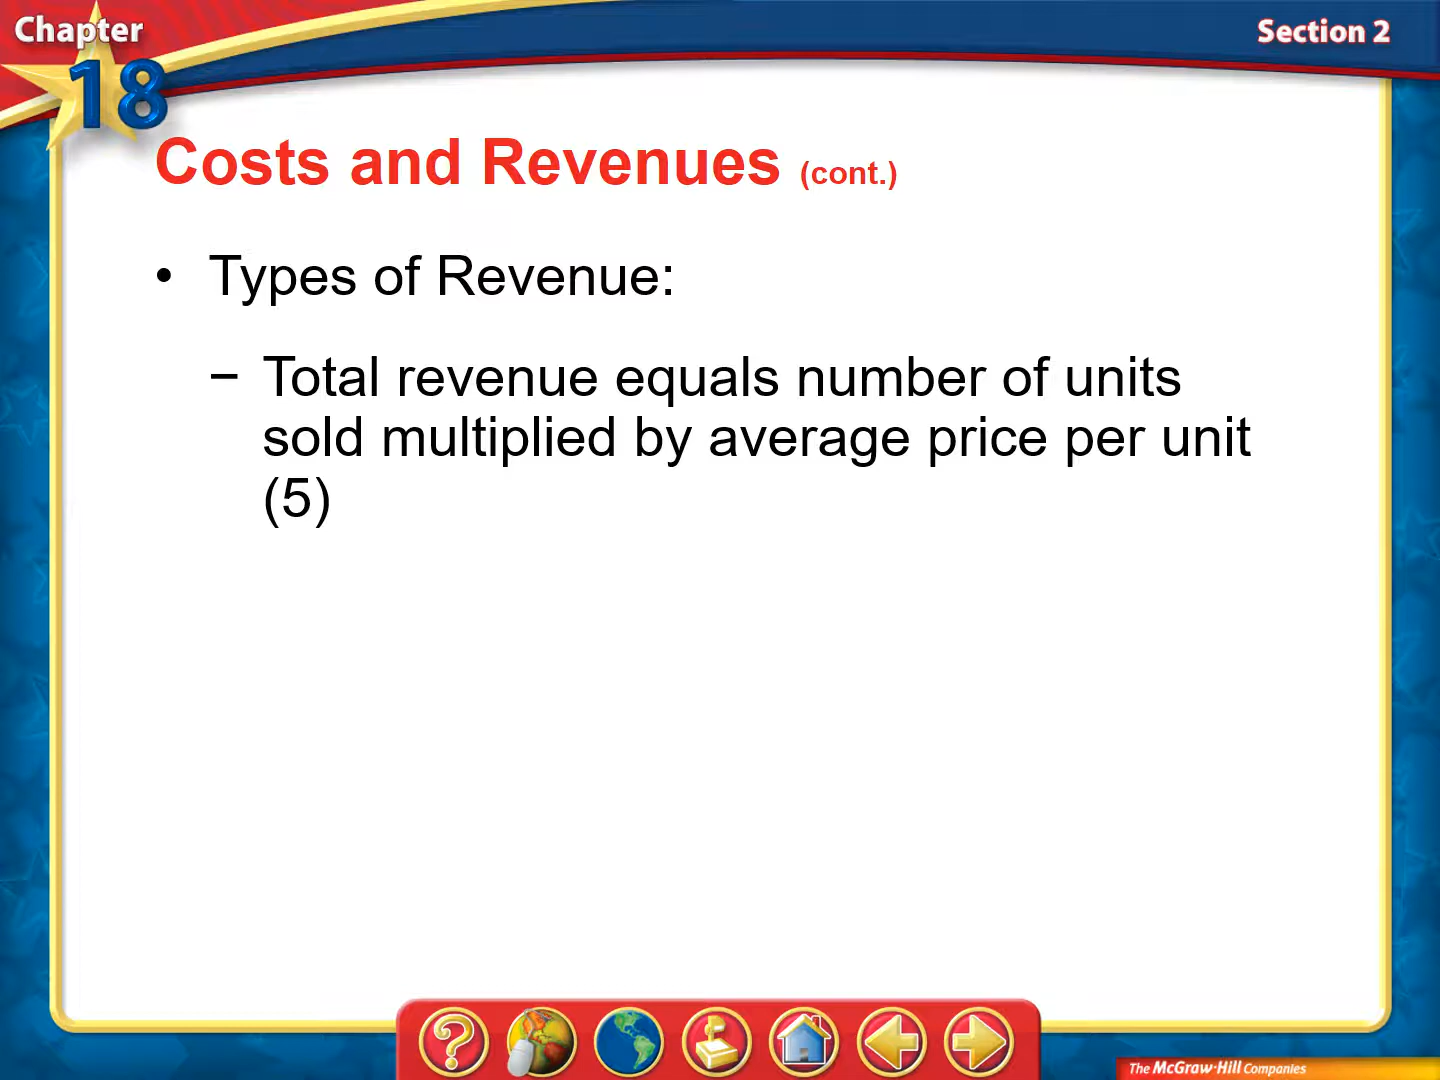 Chapter
18
Section 2
Costs and Revenues (cont.)
• Types of Revenue:
− Total revenue equals number of units
sold multiplied by average price per unit
(5)
?
The McGraw·Hill Companies